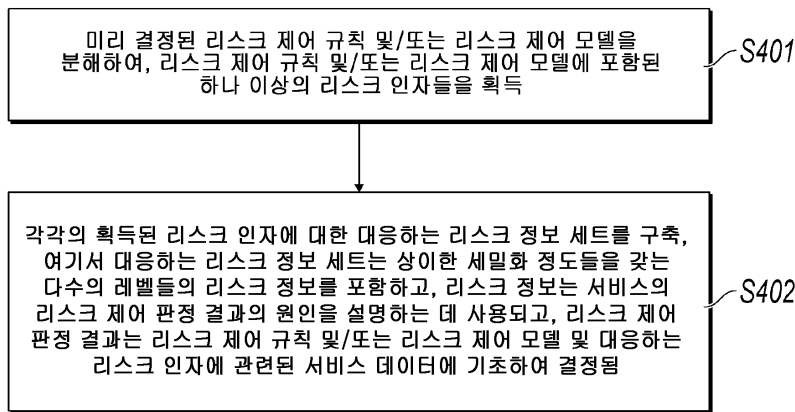 미리 결정된 리스크 제어 규칙 및/또는 리스크 제어 모델을
분해하여, 리스크 제어 규칙 및/또는 리스크 제어 모델에 포함된
하나 이상의 리스크 인자들을 획득
S401
각각의 획득된 리스크 인자에 대한 대응하는 리스크 정보 세트를 구축,
여기서 대응하는 리스크 정보 세트는 상이한 세밀화 정도들을 갖는
다수의 레벨들의 리스크 정보를 포함하고, 리스크 정보는 서비스의
리스크 제어 판정 결과의 원인을 설명하는 데 사용되고, 리스크 제어
판정 결과는 리스크 제어 규칙 및/또는 리스크 제어 모델 및 대응하는
리스크 인자에 관련된 서비스 데이터에 기초하여 결정됨
S402